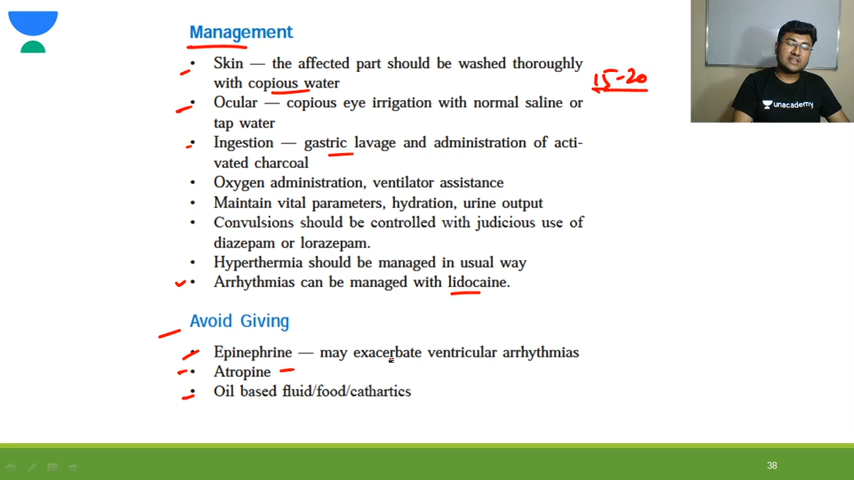 Management
• Skin — the affected part should be washed thoroughly
with copious water
15-20
• Ocular — copious eye irrigation with normal saline or
tap water
• Ingestion — gastric lavage and administration of acti-
vated charcoal
• Oxygen administration, ventilator assistance
• Maintain vital parameters, hydration, urine output
• Convulsions should be controlled with judicious use of
diazepam or lorazepam.
• Hyperthermia should be managed in usual way
• Arrhythmias can be managed with lidocaine.
Avoid Giving
• Epinephrine — may exacerbate ventricular arrhythmias
• Atropine
• Oil based fluid/food/cathartics
unacademy
38